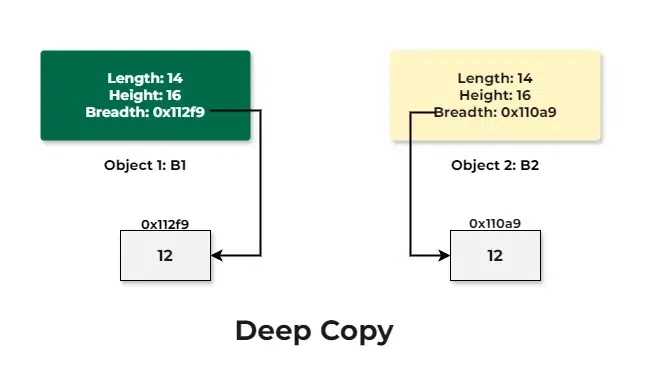 Length: 14
Height: 16
Breadth: 0x112f9
Object 1: B1
0x112f9
12
Length: 14
Height: 16
Breadth: 0x110a9
Object 2: B2
0x110a9
12
Deep Copy